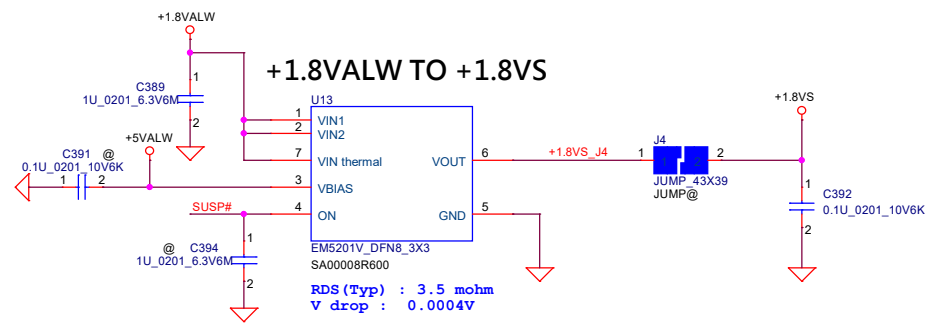 +1.8VALW
+1.8VALW TO +1.8VS
C389
1U_0201_6.3V6M
1
2
+5VALW
C391
@
0.1U_0201_10V6K
1
2
SUSP#
@
C394
1U_0201_6.3V6M
1
2
U13
1
VIN1
2
VIN2
7
VIN thermal
VOUT
6
3
VBIAS
4
ON
GND
5
EM5201V_DFN8_3X3
SA00008R600
RDS(Typ) : 3.5 mohm
V drop : 0.0004V
+1.8VS_J4
J4
1
1
2
2
JUMP_43X39
JUMP@
+1.8VS
1
C392
0.1U_0201_10V6K
2